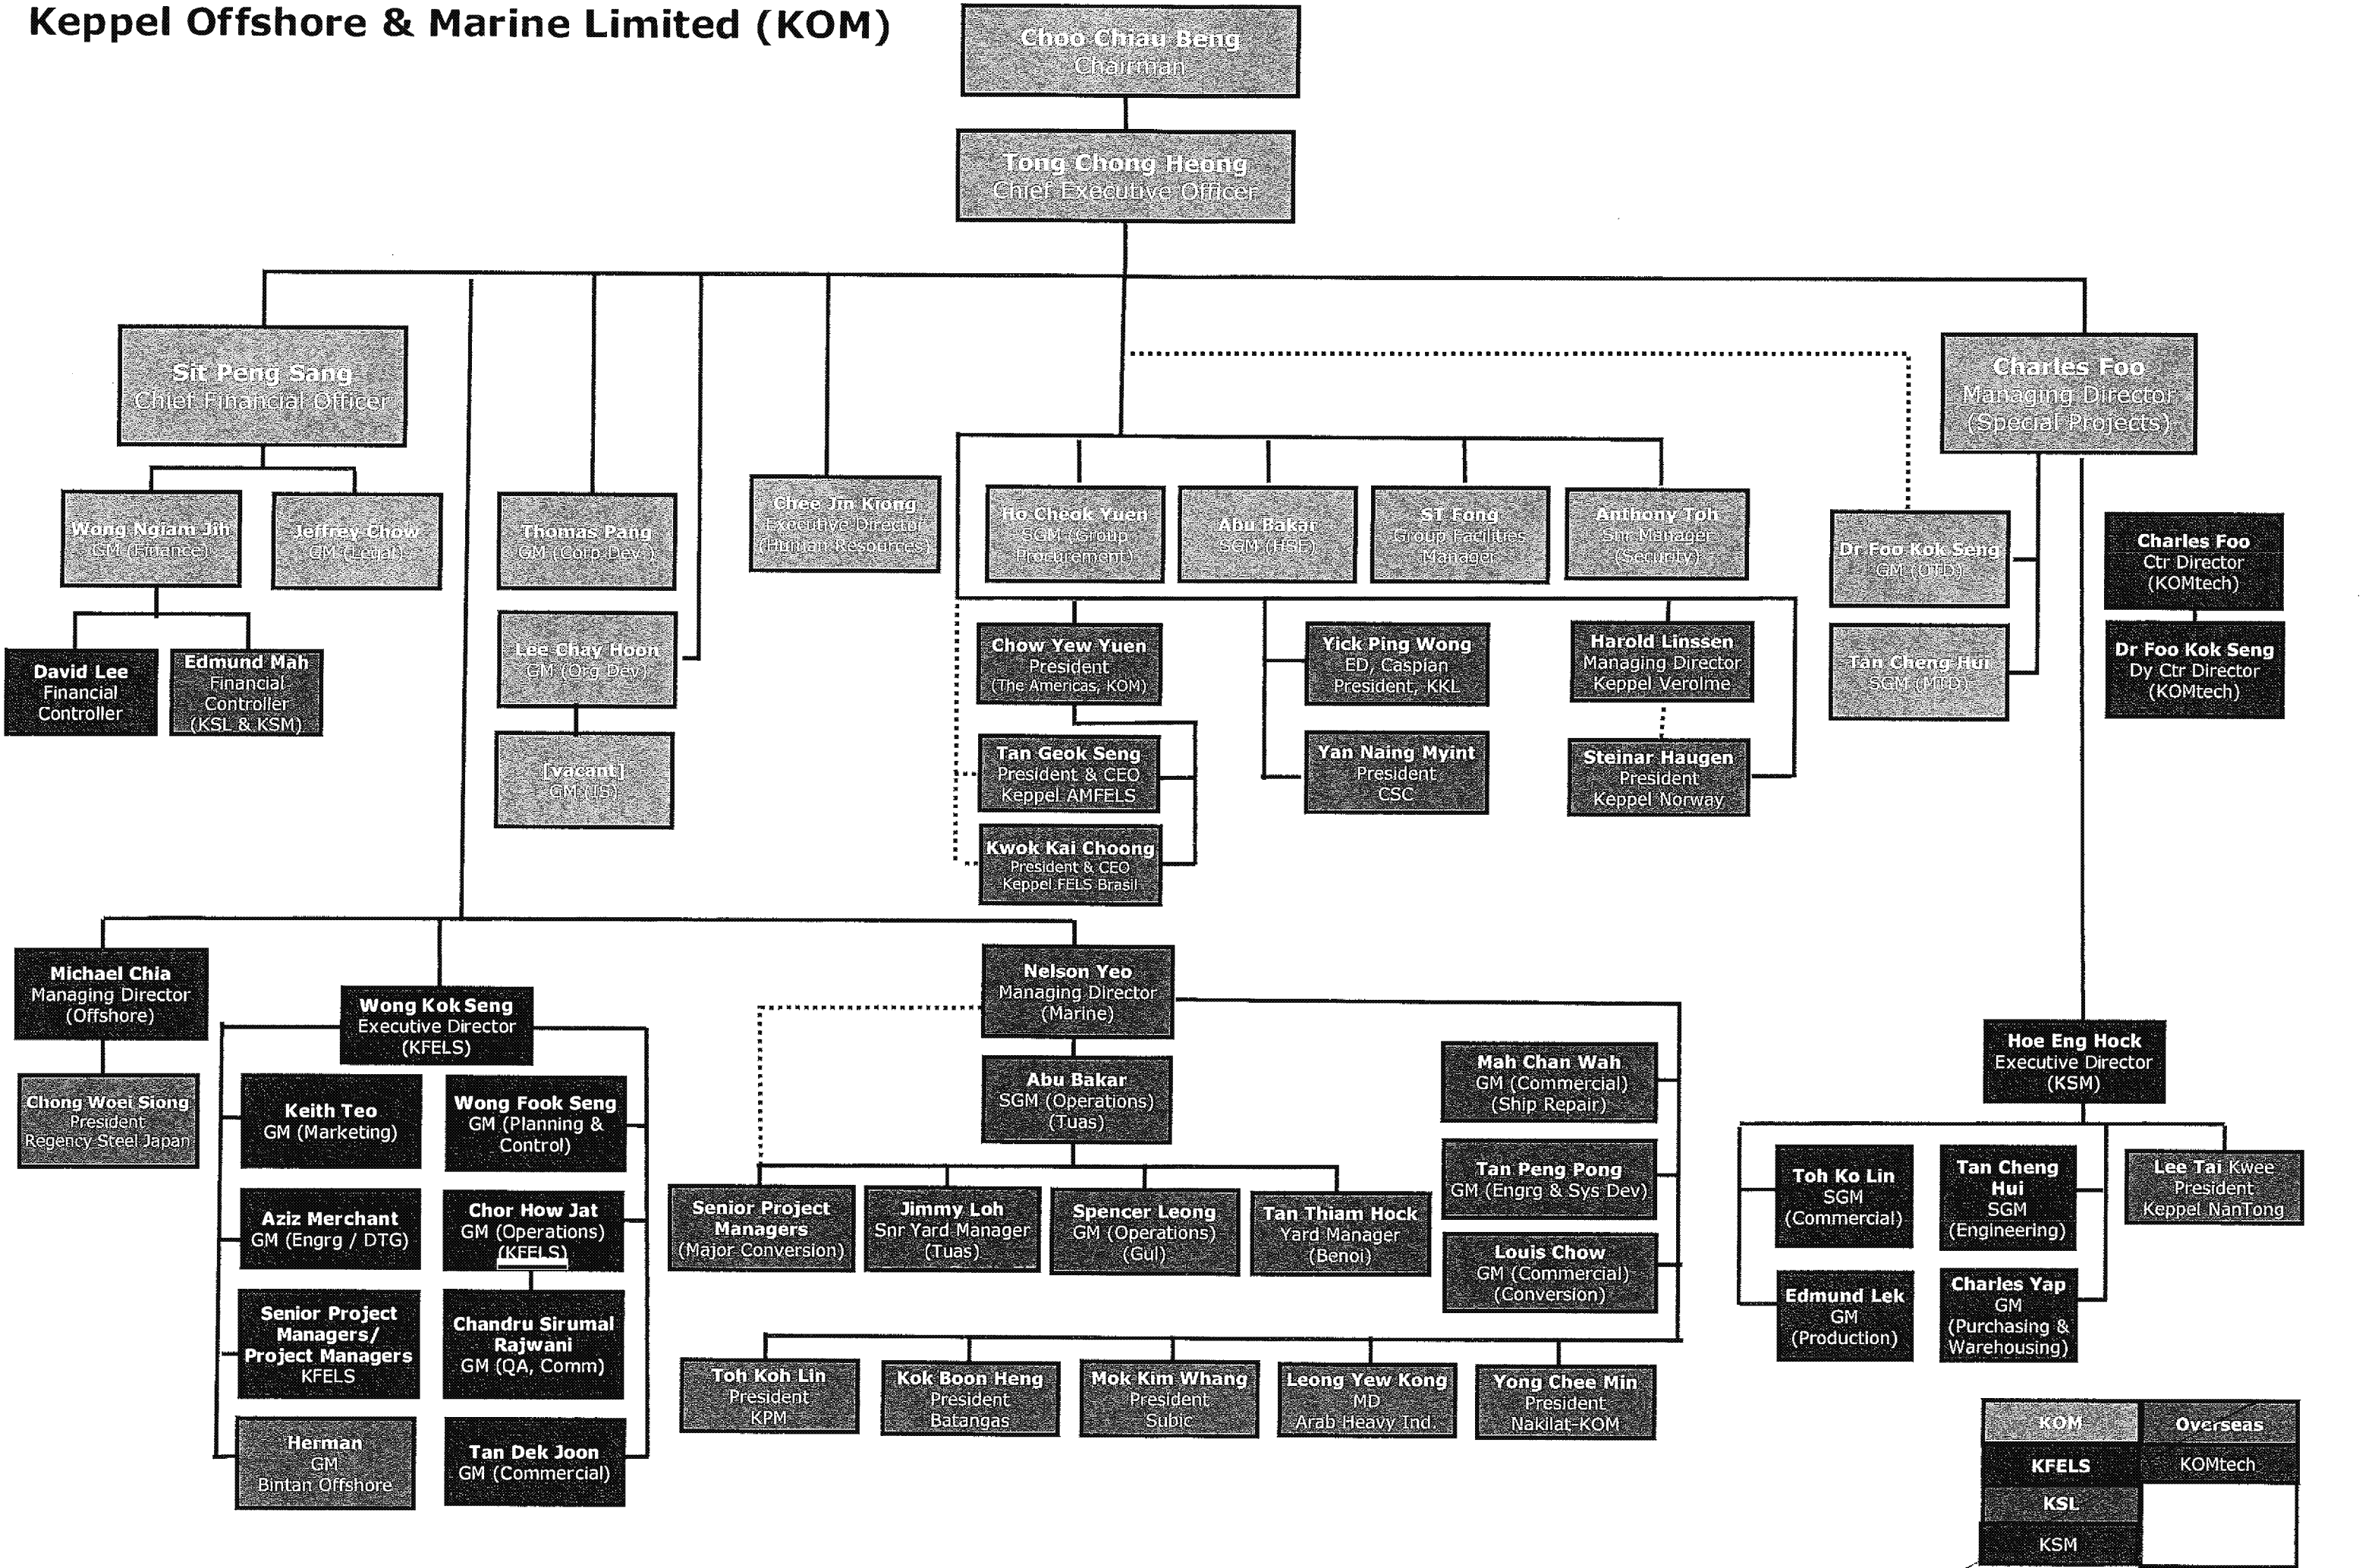 Keppel Offshore & Marine Limited (KOM)
Choo Chiau Beng
Chairman
Tong Chong Heong
Chief Executive Officer
Sit Peng Sang
Chief Financial Officer
Charles Foo
Managing Director
(Special Projects)
Wong Ngiam Jih
GM (Finance)
Jeffrey Chow
GM (Legal)
David Lee
Financial
Controller
Edmund Mah
Financial
Controller
(KSL & KSM)
Thomas Pang
GM (Corp Dev.)
Lee Chay Hoon
GM (Org Dev)
[vacant]
GM (IS)
Chee Jin Kiong
Executive Director
(Human Resources)
Ho Cheok Yuen
SGM (Group
Procurement)
Abu Bakar
SGM (HSE)
ST Fong
Group Facilities
Manager
Anthony Toh
Snr Manager
(Security)
Chow Yew Yuen
President
(The Americas, KOM)
Tan Geok Seng
President & CEO
Keppel AMFELS
Kwok Kai Choong
President & CEO
Keppel FELS Brasil
Yick Ping Wong
ED, Caspian
President, KKL
Yan Naing Myint
President
CSC
Harold Linssen
Managing Director
Keppel Verolme
Steinar Haugen
President
Keppel Norway
Dr Foo Kok Seng
GM (OTD)
Tan Cheng Hui
SGM (MTD)
Charles Foo
Ctr Director
(KOMtech)
Dr Foo Kok Seng
Dy Ctr Director
(KOMtech)
Michael Chia
Managing Director
(Offshore)
Chong Woei Siong
President
Regency Steel Japan
Wong Kok Seng
Executive Director
(KFELS)
Keith Teo
GM (Marketing)
Wong Fook Seng
GM (Planning &
Control)
Aziz Merchant
GM (Engrg / DTG)
Chor How Jat
GM (Operations)
(KFELS)
Senior Project
Managers/
Project Managers
KFELS
Chandru Sirumal
Rajwani
GM (QA, Comm)
Herman
GM
Bintan Offshore
Tan Dek Joon
GM (Commercial)
Nelson Yeo
Managing Director
(Marine)
Abu Bakar
SGM (Operations)
(Tuas)
Senior Project
Managers
(Major Conversion)
Jimmy Loh
Snr Yard Manager
(Tuas)
Spencer Leong
GM (Operations)
(Gul)
Tan Thiam Hock
Yard Manager
(Benoi)
Mah Chan Wah
GM (Commercial)
(Ship Repair)
Tan Peng Pong
GM (Engrg & Sys Dev)
Louis Chow
GM (Commercial)
(Conversion)
Toh Koh Lin
President
KPM
Kok Boon Heng
President
Batangas
Mok Kim Whang
President
Subic
Leong Yew Kong
MD
Arab Heavy Ind.
Yong Chee Min
President
Nakilat-KOM
Hoe Eng Hock
Executive Director
(KSM)
Toh Ko Lin
SGM
(Commercial)
Tan Cheng
Hui
SGM
(Engineering)
Lee Tai Kwee
President
Keppel NanTong
Edmund Lek
GM
(Production)
Charles Yap
GM
(Purchasing &
Warehousing)
KOM
Overseas
KFELS
KOMtech
KSL
KSM